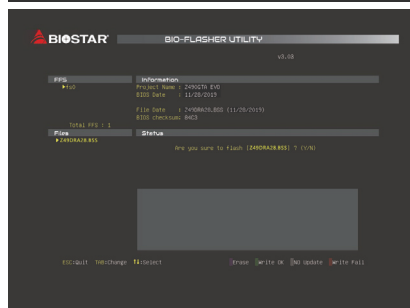 BIOSTAR BIO-FLASHER UTILITY
v3.08
FFS
▶fs0
Total FFS : 1
Information
Project Name : Z490GTA EVO
BIOS Date : 11/28/2019
File Date : Z490RA28.BSS (11/28/2019)
BIOS checksum: 84C3
Files
▶Z490RA28.BSS
Status
Are you sure to flash [Z490RA28.BSS] ? (Y/N)
ESC:Quit TAB:Change ↑↓:Select
Erase Write OK NO Update Write Fail